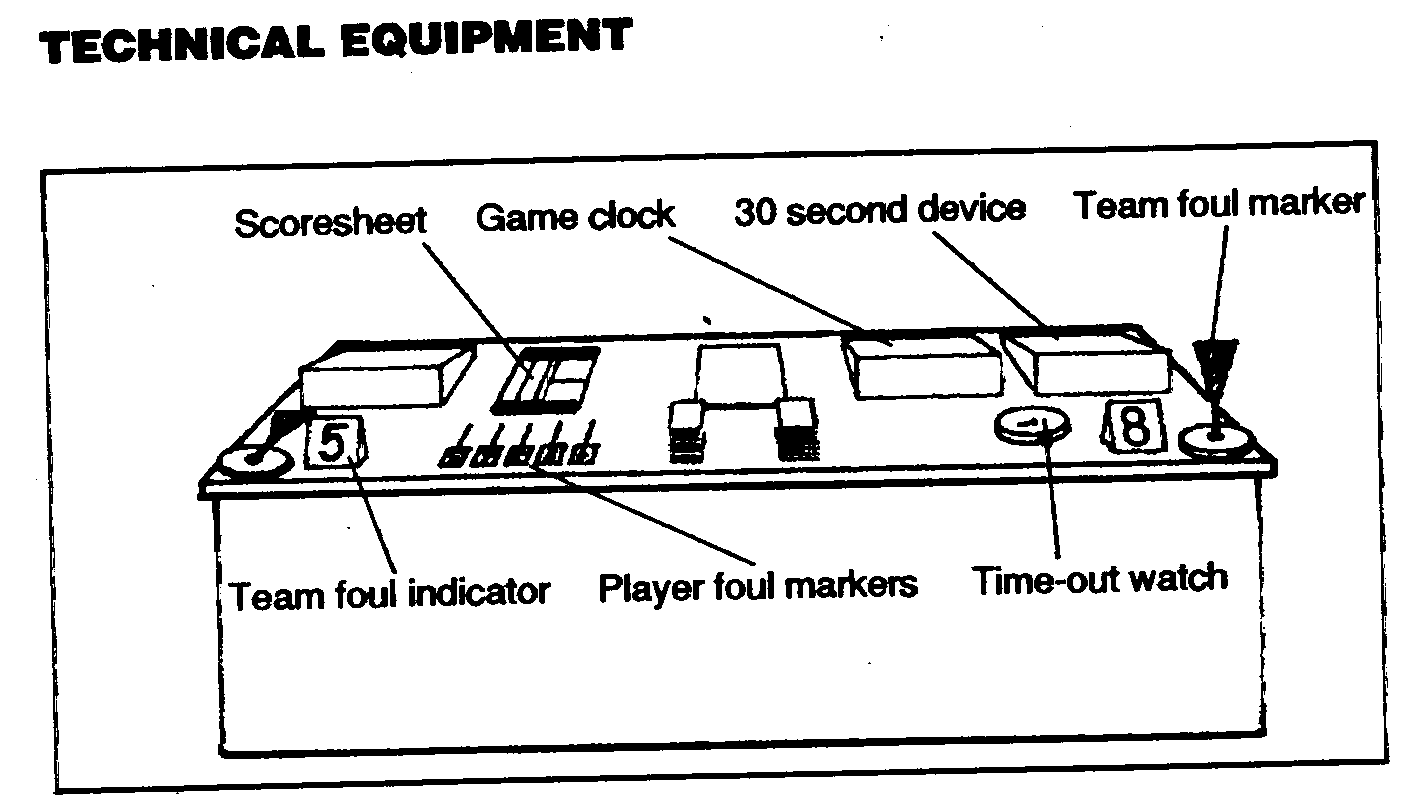 TECHNICAL EQUIPMENT
Scoresheet Game clock 30 second device Team foul marker
5 8
Team foul indicator Player foul markers Time-out watch